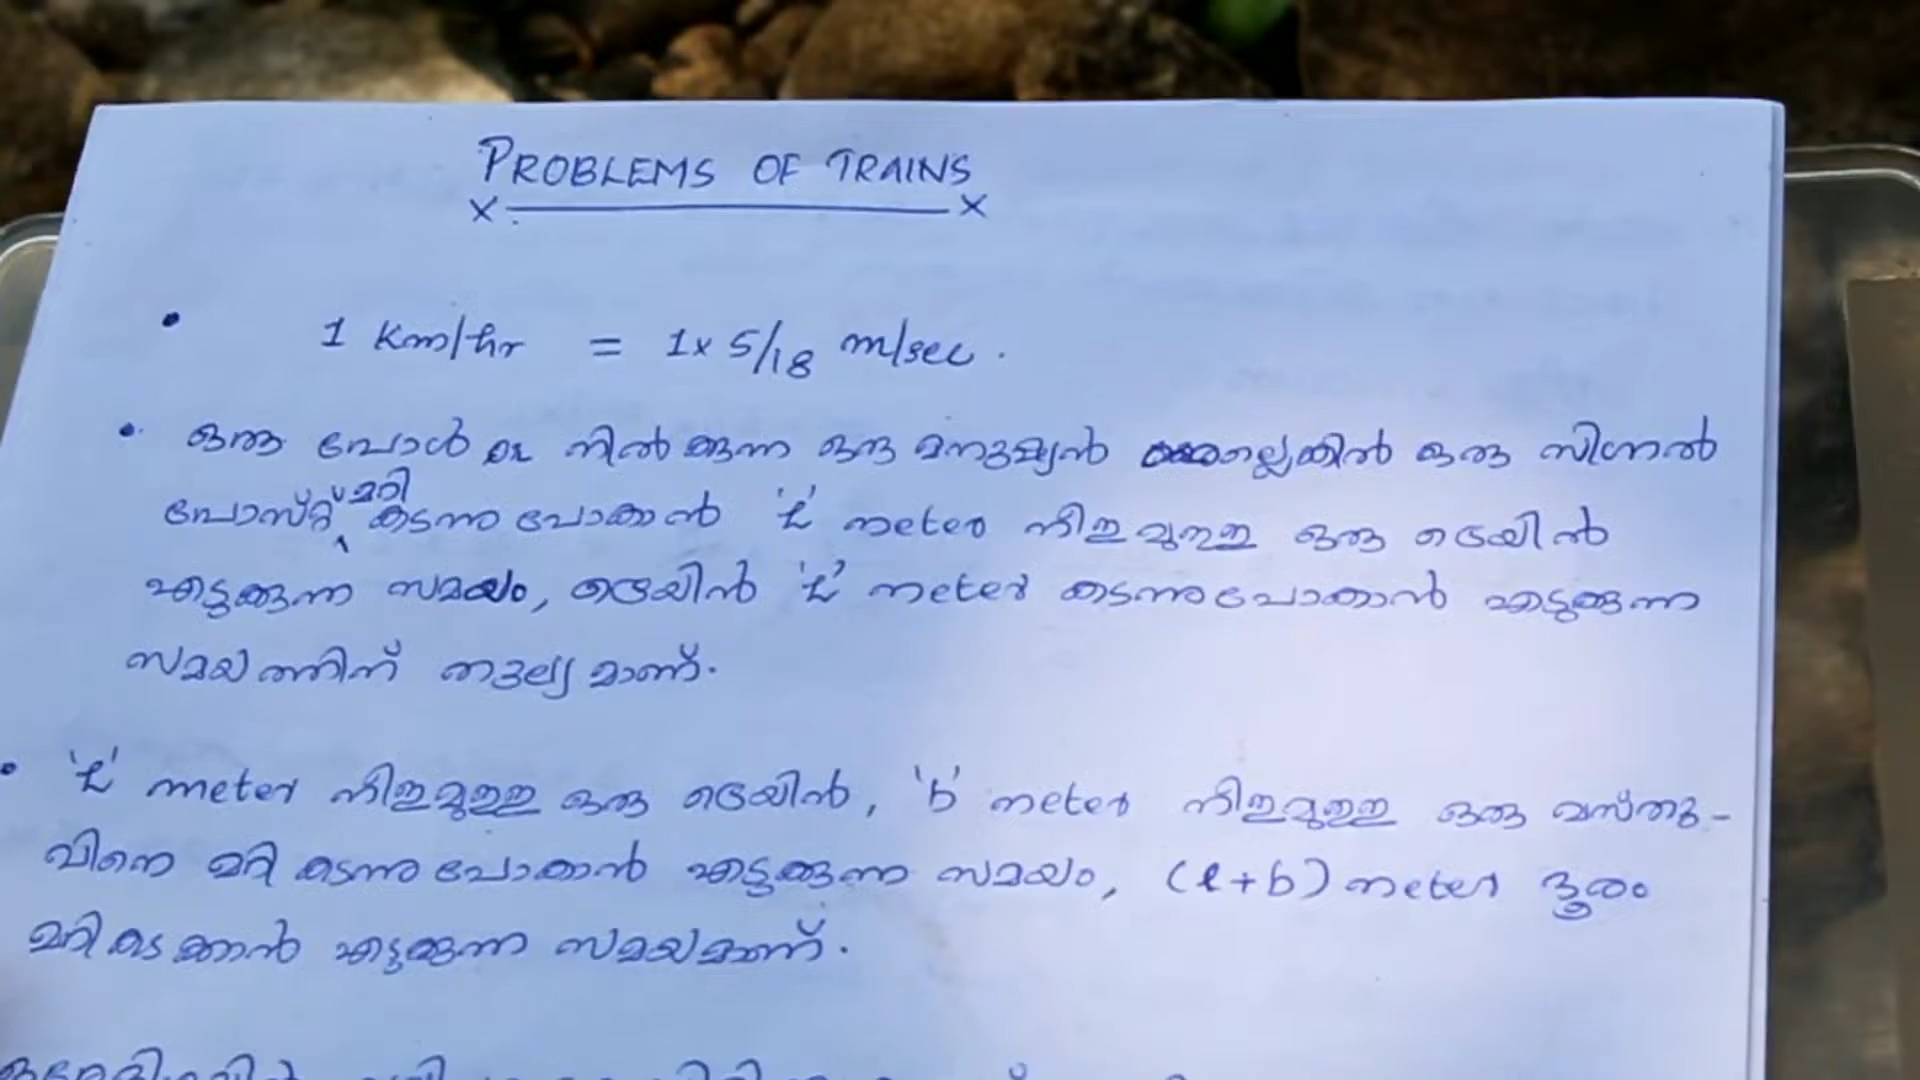 PROBLEMS OF TRAINS
1 Km/hr = 1x 5/18 m/sec.
ഒരു പോൾ നിൽക്കുന്ന ഒരു മനുഷ്യൻ അല്ലെങ്കിൽ ഒരു സിഗ്നൽ
പോസ്റ്റ് മറി കടന്നു പോകാൻ 'l' meter നീളമുള്ള ഒരു ട്രെയിൻ
എടുക്കുന്ന സമയം, ട്രെയിൻ 'l' meter കടന്നുപോകാൻ എടുക്കുന്ന
സമയത്തിന് തുല്യമാണ്.
'l' meter നീളമുള്ള ഒരു ട്രെയിൻ, 'b' meter നീളമുള്ള ഒരു വസ്തു-
വിനെ മറി കടന്നു പോകാൻ എടുക്കുന്ന സമയം, (l+b) meter ദൂരം
മറികടക്കാൻ എടുക്കുന്ന സമയമാണ്.